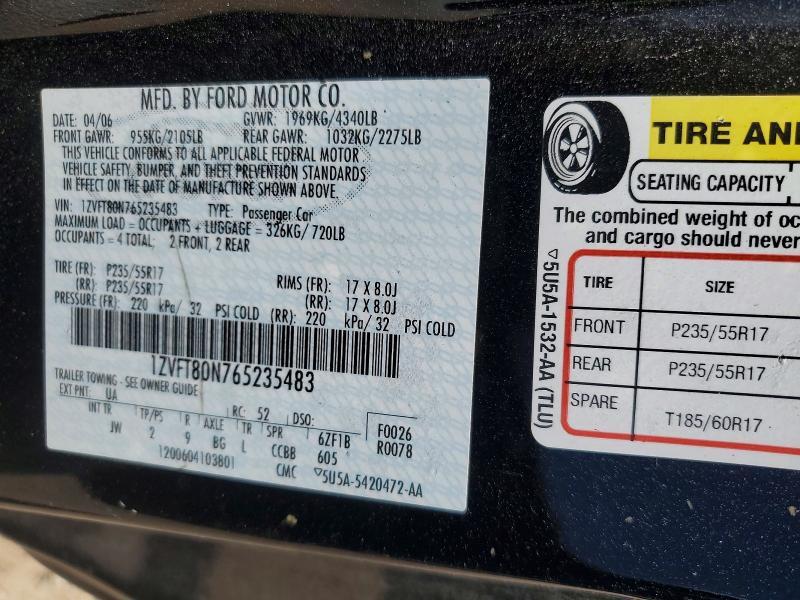 MFD. BY FORD MOTOR CO.
DATE: 04/06 GVWR: 1969KG/4340LB
FRONT GAWR: 955KG/2105LB REAR GAWR: 1032KG/2275LB
THIS VEHICLE CONFORMS TO ALL APPLICABLE FEDERAL MOTOR
VEHICLE SAFETY, BUMPER, AND THEFT PREVENTION STANDARDS
IN EFFECT ON THE DATE OF MANUFACTURE SHOWN ABOVE.
VIN: 1ZVFT80N765235483 TYPE: Passenger Car
MAXIMUM LOAD = OCCUPANTS + LUGGAGE = 326KG/720LB
OCCUPANTS = 4 TOTAL; 2 FRONT, 2 REAR
TIRE (FR): P235/55R17 RIMS (FR): 17 X 8.0J
(RR): P235/55R17 (RR): 17 X 8.0J
PRESSURE (FR): 220 kPa/ 32 PSI COLD (RR): 220 kPa/ 32 PSI COLD
1ZVFT80N765235483
TRAILER TOWING - SEE OWNER GUIDE
EXT PNT: UA RC: 52 DSO:
INT TR TP/PS R AXLE TR SPR 6ZF1B F0026
JW 2 9 BG L CCBB 605 R0078
1200604103801 CMC ▽5U5A-5420472-AA
TIRE AND
SEATING CAPACITY
The combined weight of oc
and cargo should never
TIRE SIZE
FRONT P235/55R17
REAR P235/55R17
SPARE T185/60R17
▽5U5A-1532-AA (TLU)